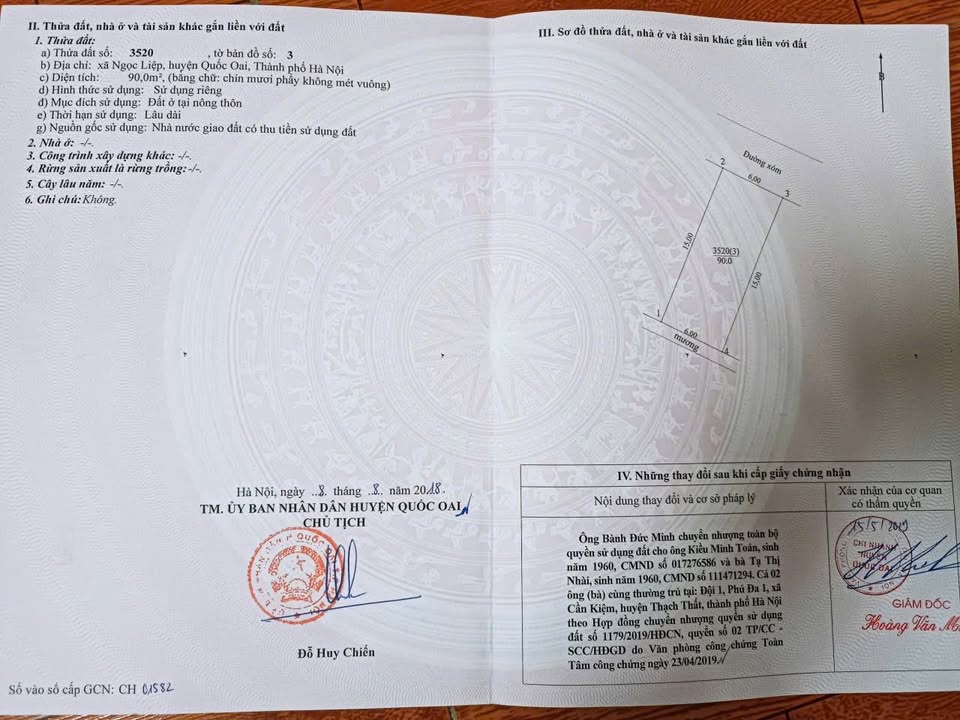 II. Thửa đất, nhà ở và tài sản khác gắn liền với đất
1. Thửa đất:
a) Thửa đất số: 3520 , tờ bản đồ số: 3
b) Địa chỉ: xã Ngọc Liệp, huyện Quốc Oai, Thành phố Hà Nội
c) Diện tích: 90,0m², (bằng chữ: chín mươi phẩy không mét vuông)
d) Hình thức sử dụng: Sử dụng riêng
đ) Mục đích sử dụng: Đất ở tại nông thôn
e) Thời hạn sử dụng: Lâu dài
g) Nguồn gốc sử dụng: Nhà nước giao đất có thu tiền sử dụng đất
2. Nhà ở: -/-.
3. Công trình xây dựng khác: -/-.
4. Rừng sản xuất là rừng trồng: -/-.
5. Cây lâu năm: -/-.
6. Ghi chú: Không.
Hà Nội, ngày 8 tháng 8 năm 2018.
TM. ỦY BAN NHÂN DÂN HUYỆN QUỐC OAI
CHỦ TỊCH
Đỗ Huy Chiến
Số vào sổ cấp GCN: CH 01582
III. Sơ đồ thửa đất, nhà ở và tài sản khác gắn liền với đất
B
Đường xóm
2
6,00
3
15,00
3520(3)
90.0
15,00
1
6,00
4
mương
IV. Những thay đổi sau khi cấp giấy chứng nhận
Nội dung thay đổi và cơ sở pháp lý
Xác nhận của cơ quan
có thẩm quyền
Ông Bành Đức Minh chuyển nhượng toàn bộ
quyền sử dụng đất cho ông Kiều Minh Toán, sinh
năm 1960, CMND số 017276586 và bà Tạ Thị
Nhài, sinh năm 1960, CMND số 111471294. Cả 02
ông (bà) cùng thường trú tại: Đội 1, Phú Đa 1, xã
Cần Kiệm, huyện Thạch Thất, thành phố Hà Nội
theo Hợp đồng chuyển nhượng quyền sử dụng
đất số 1179/2019/HĐCN, quyển số 02 TP/CC -
SCC/HĐGD do Văn phòng công chứng Toàn
Tâm công chứng ngày 23/04/2019.
15/5/2019
CHI NHÁNH
HUYỆN
QUỐC OAI
GIÁM ĐỐC
Hoàng Văn